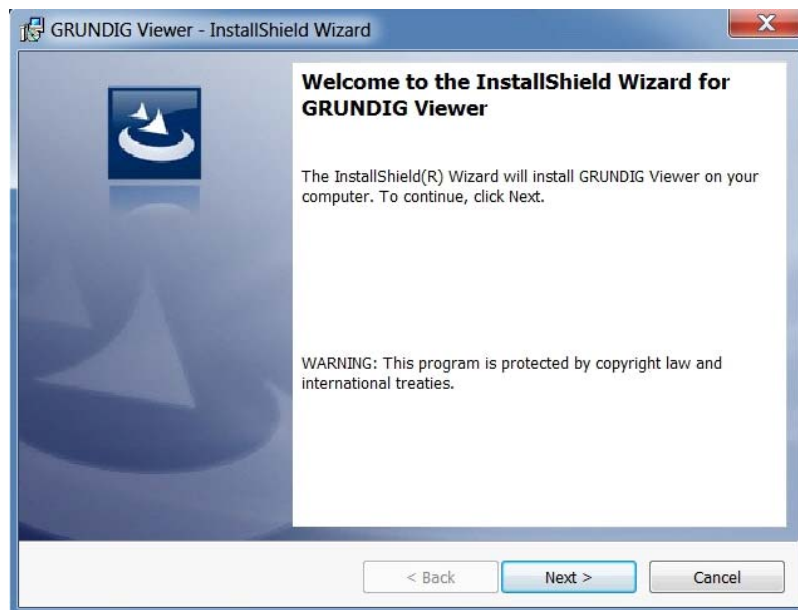 GRUNDIG Viewer - InstallShield Wizard
X
Welcome to the InstallShield Wizard for
GRUNDIG Viewer
The InstallShield(R) Wizard will install GRUNDIG Viewer on your
computer. To continue, click Next.
WARNING: This program is protected by copyright law and
international treaties.
< Back
Next >
Cancel